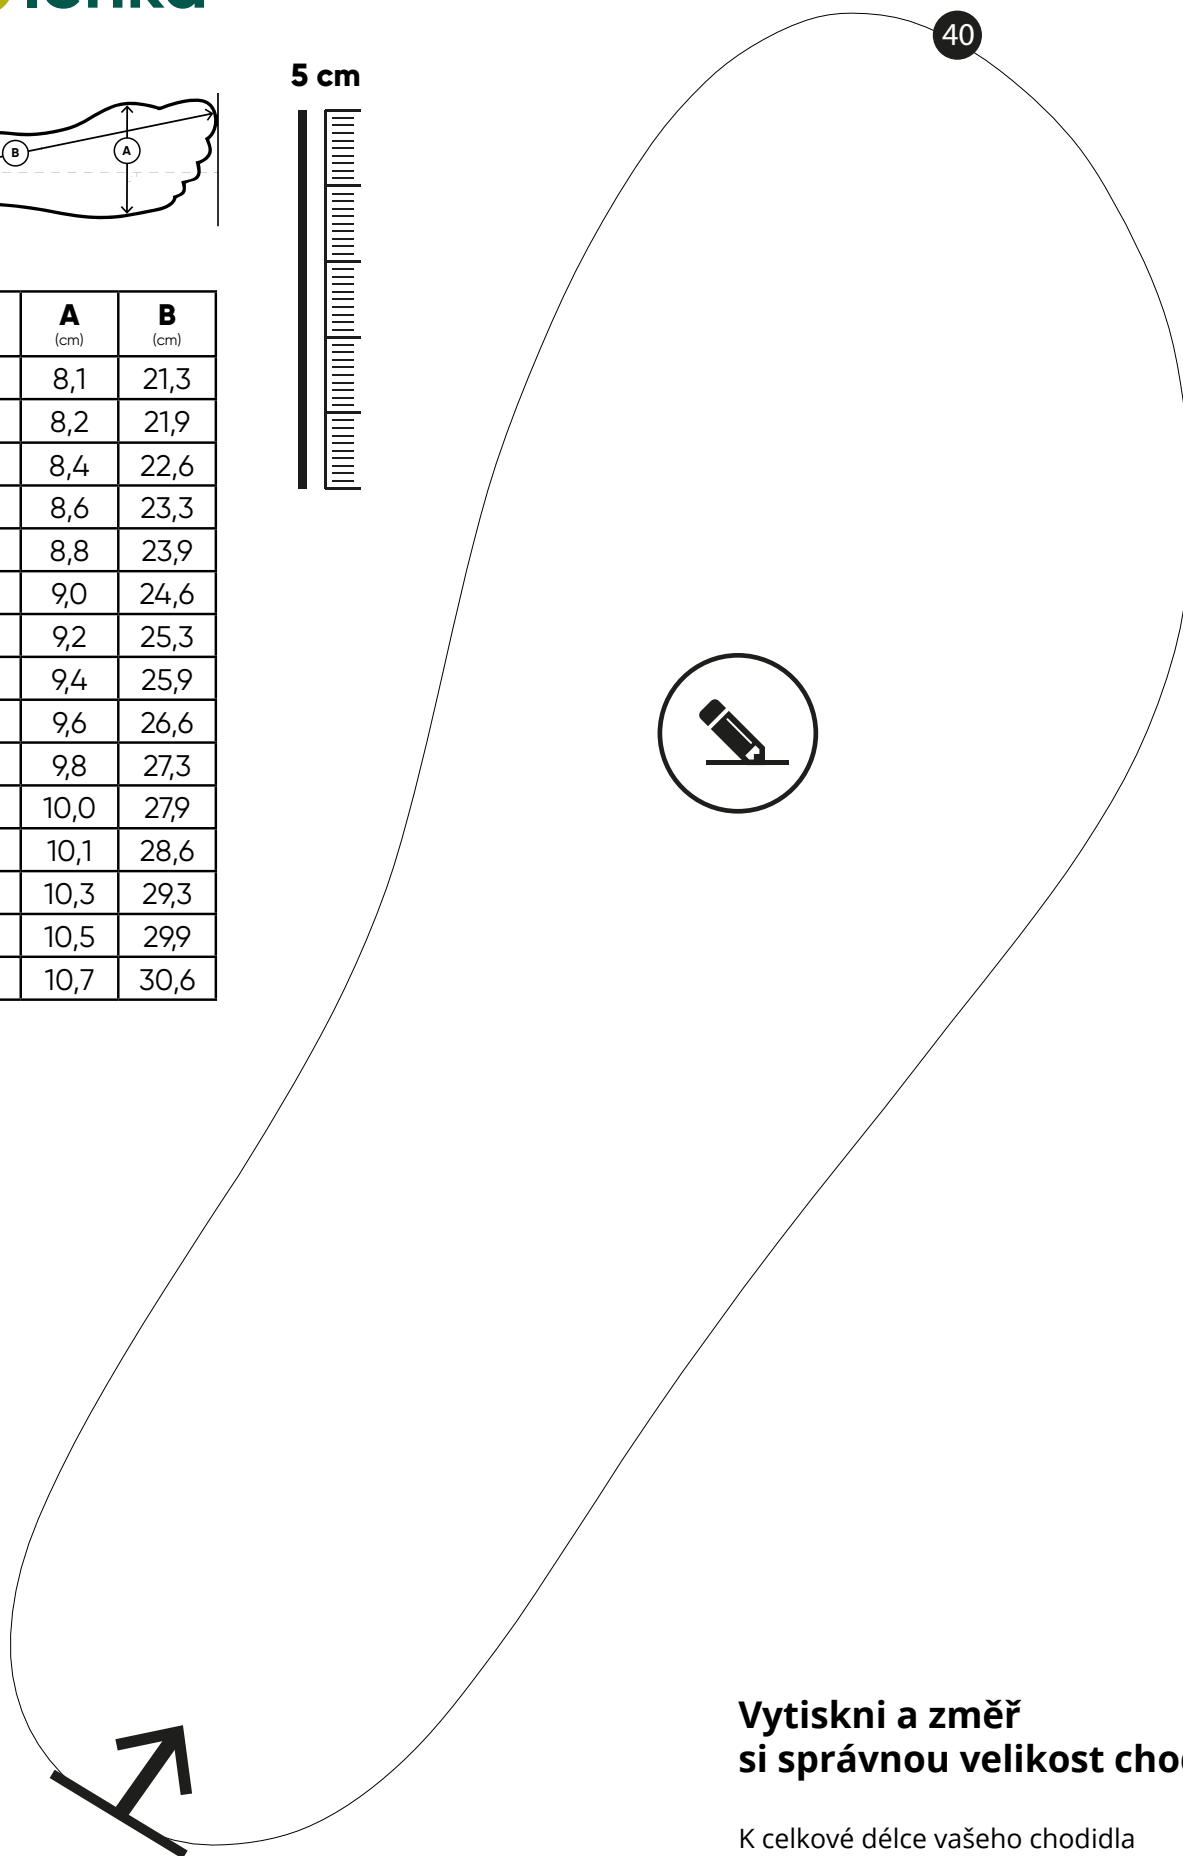 40
5 cm
B A
A B
(cm) (cm)
8,1 21,3
8,2 21,9
8,4 22,6
8,6 23,3
8,8 23,9
9,0 24,6
9,2 25,3
9,4 25,9
9,6 26,6
9,8 27,3
10,0 27,9
10,1 28,6
10,3 29,3
10,5 29,9
10,7 30,6
Vytiskni a změř
si správnou velikost
K celkové délce vašeho chodidla